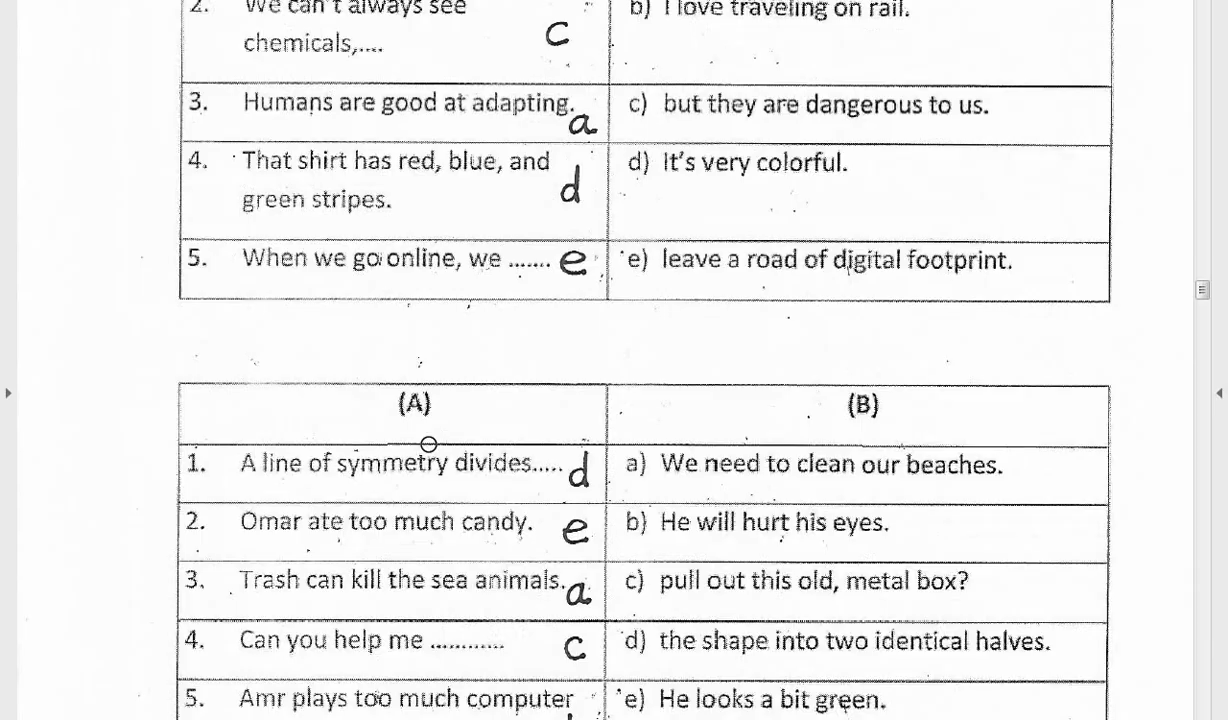 2. We can't always see c b) I love traveling on rail.
chemicals,....
3. Humans are good at adapting. a c) but they are dangerous to us.
4. That shirt has red, blue, and d d) It's very colorful.
green stripes.
5. When we go online, we ....... e e) leave a road of digital footprint.
(A) (B)
1. A line of symmetry divides..... d a) We need to clean our beaches.
2. Omar ate too much candy. e b) He will hurt his eyes.
3. Trash can kill the sea animals. a c) pull out this old, metal box?
4. Can you help me ............ c d) the shape into two identical halves.
5. Amr plays too much computer e) He looks a bit green.